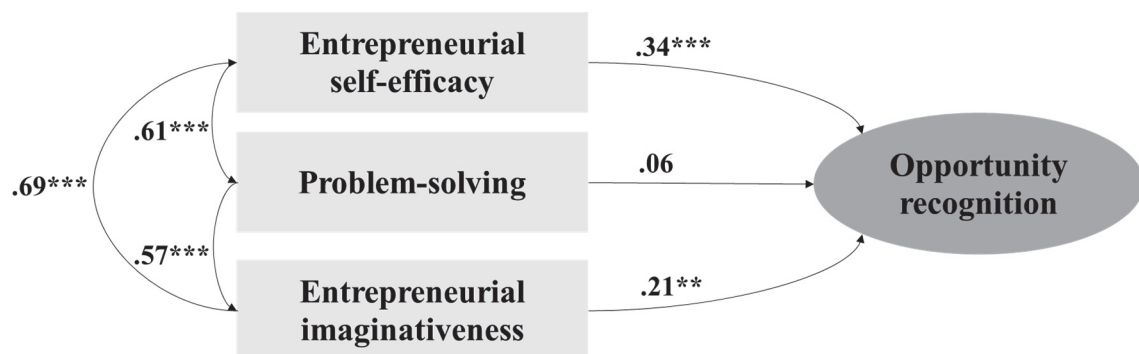 Entrepreneurial
self-efficacy
.34***
.61***
.69***
Problem-solving
.06
Opportunity
recognition
.57***
Entrepreneurial
imaginativeness
.21**